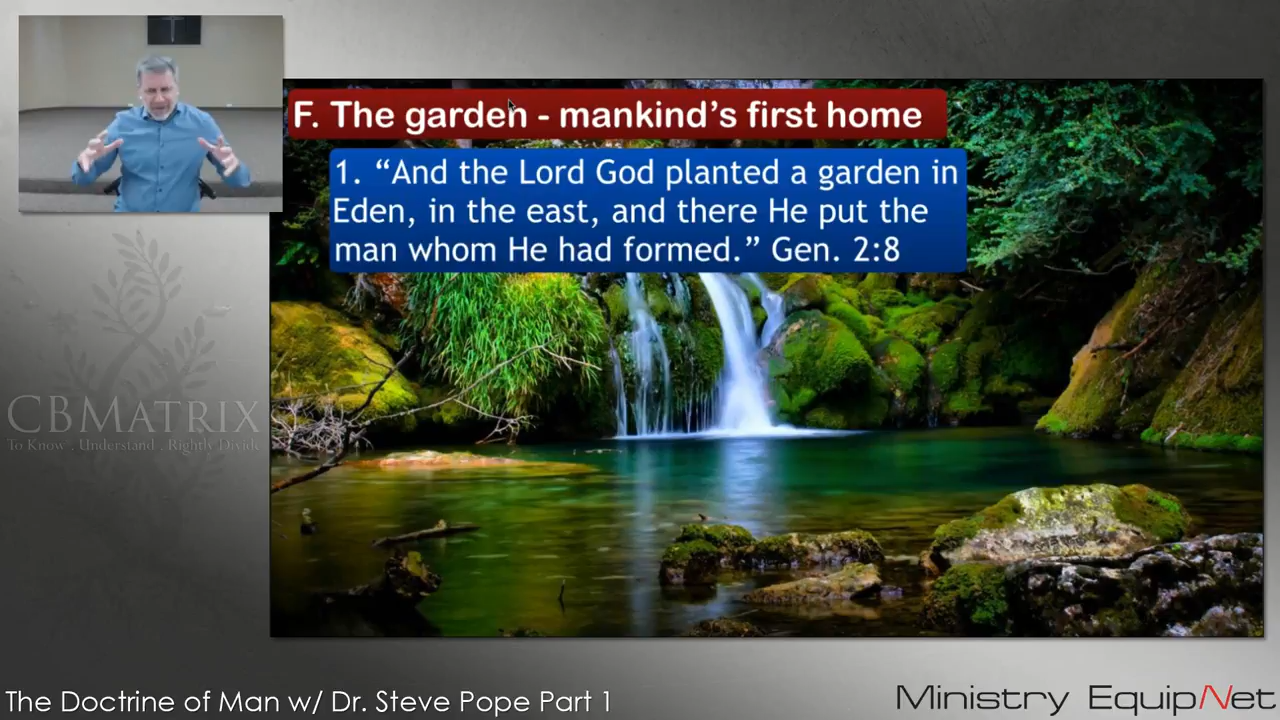 F. The garden - mankind's first home
1. “And the Lord God planted a garden in
Eden, in the east, and there He put the
man whom He had formed.” Gen. 2:8
CBMATRIX
To Know . Understand . Rightly Divide
The Doctrine of Man w/ Dr. Steve Pope Part 1
Ministry EquipNet